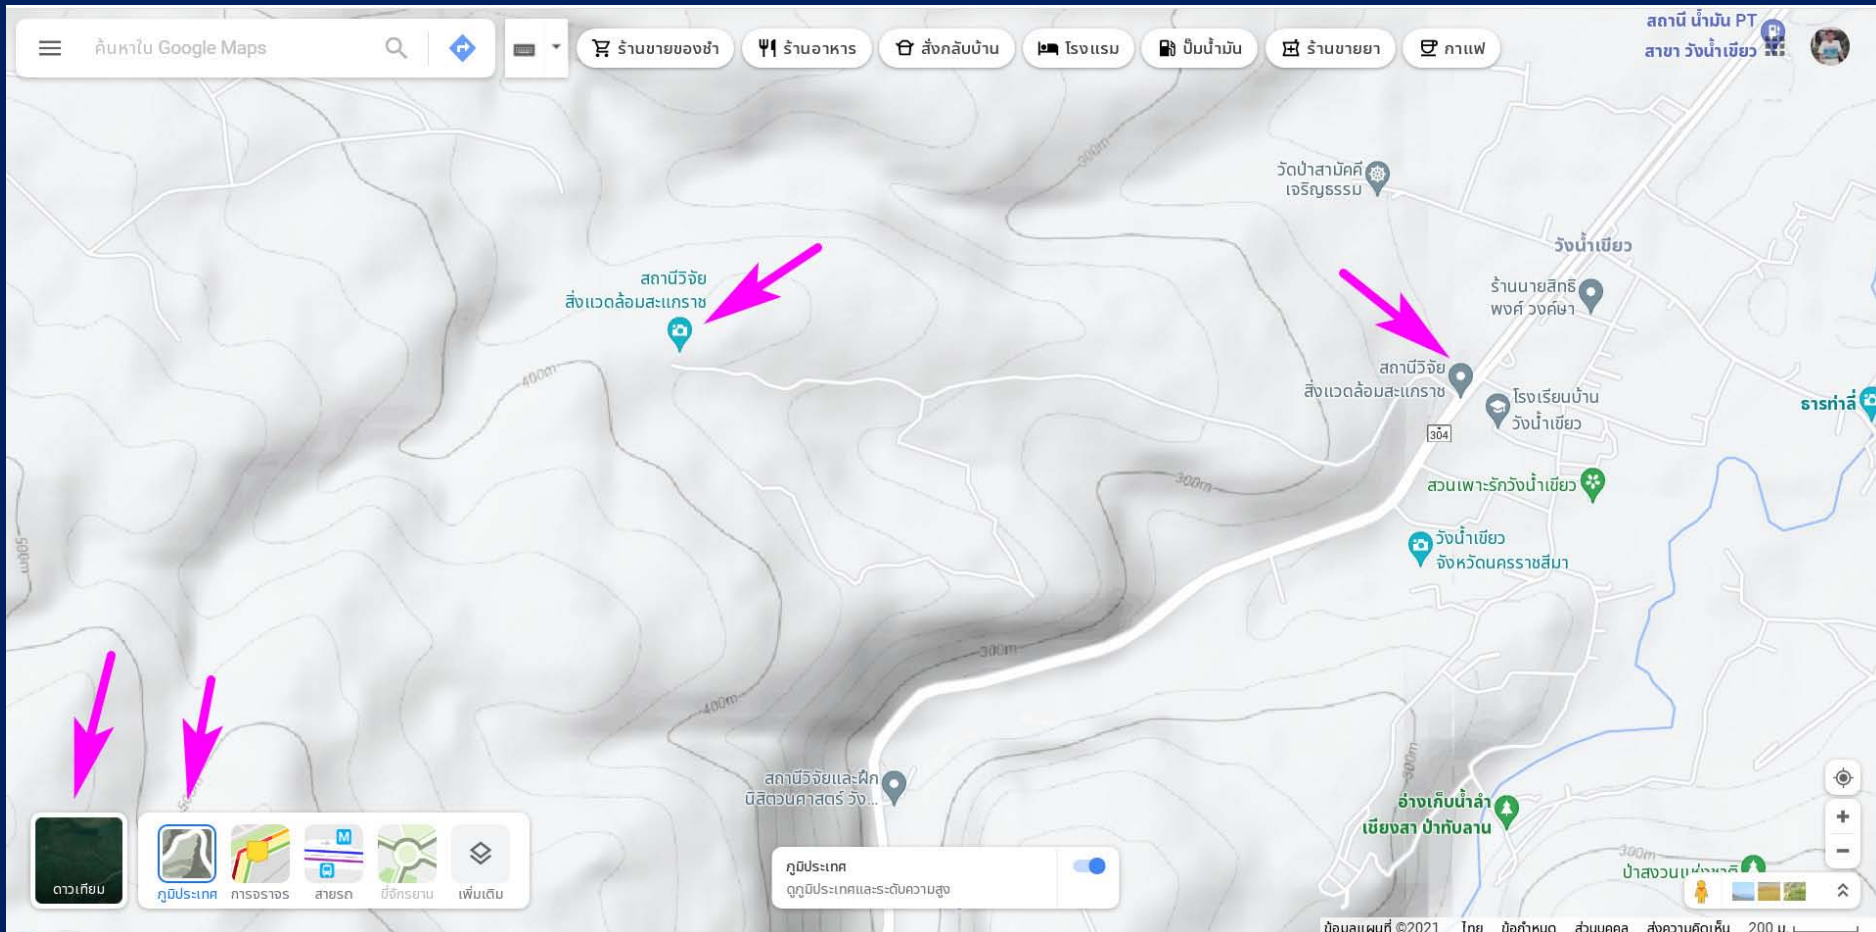 ค้นหาใน Google Maps
ร้านขายของชำ
ร้านอาหาร
สั่งกลับบ้าน
โรงแรม
ปั๊มน้ำมัน
ร้านขายยา
กาแฟ
สถานี น้ำมัน PT
สาขา วังน้ำเขียว
300m
วัดป่าสามัคคี
เจริญธรรม
วังน้ำเขียว
สถานีวิจัย
สิ่งแวดล้อมสะแกราช
ร้านนายสิทธิ
พงศ์ วงค์ษา
สถานีวิจัย
สิ่งแวดล้อมสะแกราช
400m
โรงเรียนบ้าน
วังน้ำเขียว
ธารท่าลี่
304
300m
สวนเพาะรักวังน้ำเขียว
500m
วังน้ำเขียว
จังหวัดนครราชสีมา
300m
400m
300m
สถานีวิจัยและฝึก
นิสิตวนศาสตร์ วัง...
500m
อ่างเก็บน้ำลำ
เชียงสา ป่าทับลาน
300m
ป่าสงวนแห่งชาติ
M
ดาวเทียม
ภูมิประเทศ
การจราจร
สายรถ
ขี่จักรยาน
เพิ่มเติม
ภูมิประเทศ
ดูภูมิประเทศและระดับความสูง
ข้อมูลแผนที่ ©2021 ไทย ข้อกำหนด ส่วนบุคคล ส่งความคิดเห็น 200 ม.